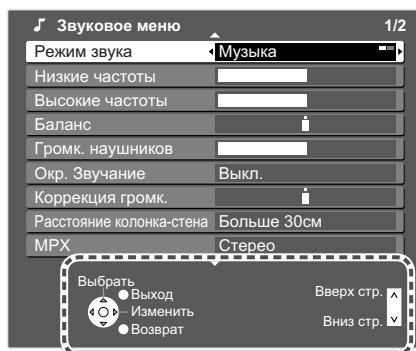 Звуковое меню 1/2
Режим звука Музыка
Низкие частоты
Высокие частоты
Баланс
Громк. наушников
Окр. Звучание Выкл.
Коррекция громк.
Расстояние колонка-стена Больше 30см
MPX Стерео
Выбрать
Выход
Изменить
Возврат
Вверх стр.
Вниз стр.